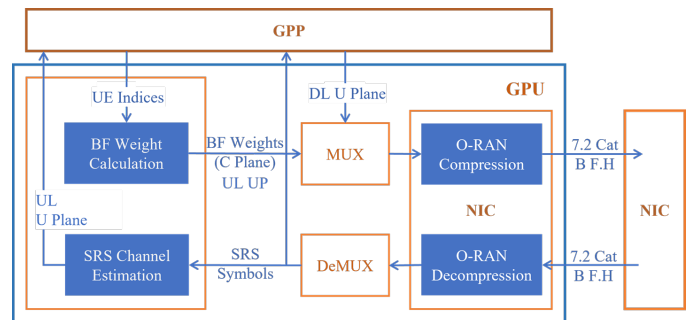 GPP
GPU
UE Indices
DL U Plane
BF Weight
Calculation
BF Weights
(C Plane)
UL UP
MUX
O-RAN
Compression
7.2 Cat
B F.H
NIC
NIC
UL
U Plane
SRS Channel
Estimation
SRS
Symbols
DeMUX
O-RAN
Decompression
7.2 Cat
B F.H